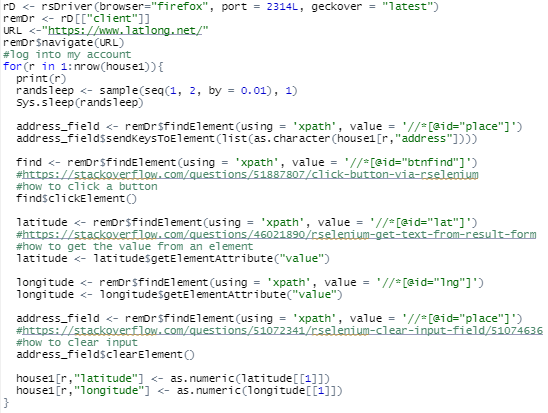 rD <- rsDriver(browser="firefox", port = 2314L, geckover = "latest")
remDr <- rD[["client"]]
URL <-"https://www.latlong.net/"
remDr$navigate(URL)
#log into my account
for(r in 1:nrow(house1)){
  print(r)
  randsleep <- sample(seq(1, 2, by = 0.01), 1)
  Sys.sleep(randsleep)

  address_field <- remDr$findElement(using = 'xpath', value = '//*[@id="place"]')
  address_field$sendKeysToElement(list(as.character(house1[r,"address"])))

  find <- remDr$findElement(using = 'xpath', value = '//*[@id="btnfind"]')
  #https://stackoverflow.com/questions/51887807/click-button-via-rselenium
  #how to click a button
  find$clickElement()

  latitude <- remDr$findElement(using = 'xpath', value = '//*[@id="lat"]')
  #https://stackoverflow.com/questions/46021890/rselenium-get-text-from-result-form
  #how to get the value from an element
  latitude <- latitude$getElementAttribute("value")

  longitude <- remDr$findElement(using = 'xpath', value = '//*[@id="lng"]')
  longitude <- longitude$getElementAttribute("value")

  address_field <- remDr$findElement(using = 'xpath', value = '//*[@id="place"]')
  #https://stackoverflow.com/questions/51072341/rselenium-clear-input-field/51074636
  #how to clear input
  address_field$clearElement()

  house1[r,"latitude"] <- as.numeric(latitude[[1]])
  house1[r,"longitude"] <- as.numeric(longitude[[1]])
}